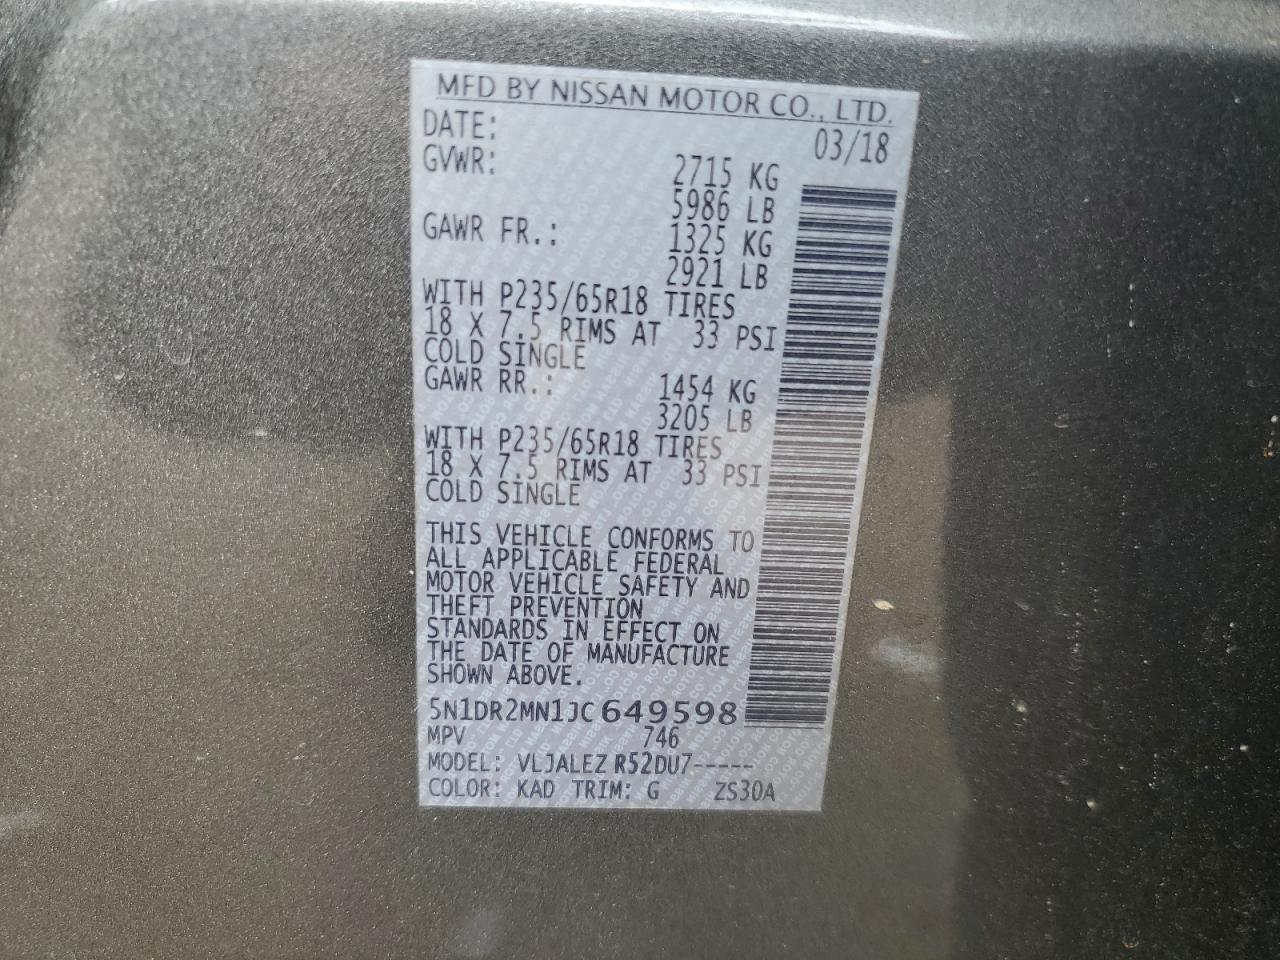 MFD BY NISSAN MOTOR CO., LTD.
DATE: 03/18
GVWR: 2715 KG
5986 LB
GAWR FR.: 1325 KG
2921 LB
WITH P235/65R18 TIRES
18 X 7.5 RIMS AT 33 PSI
COLD SINGLE
GAWR RR.: 1454 KG
3205 LB
WITH P235/65R18 TIRES
18 X 7.5 RIMS AT 33 PSI
COLD SINGLE
THIS VEHICLE CONFORMS TO
ALL APPLICABLE FEDERAL
MOTOR VEHICLE SAFETY AND
THEFT PREVENTION
STANDARDS IN EFFECT ON
THE DATE OF MANUFACTURE
SHOWN ABOVE.
5N1DR2MN1JC649598
MPV 746
MODEL: VLJALEZ R52DU7-----
COLOR: KAD TRIM: G ZS30A